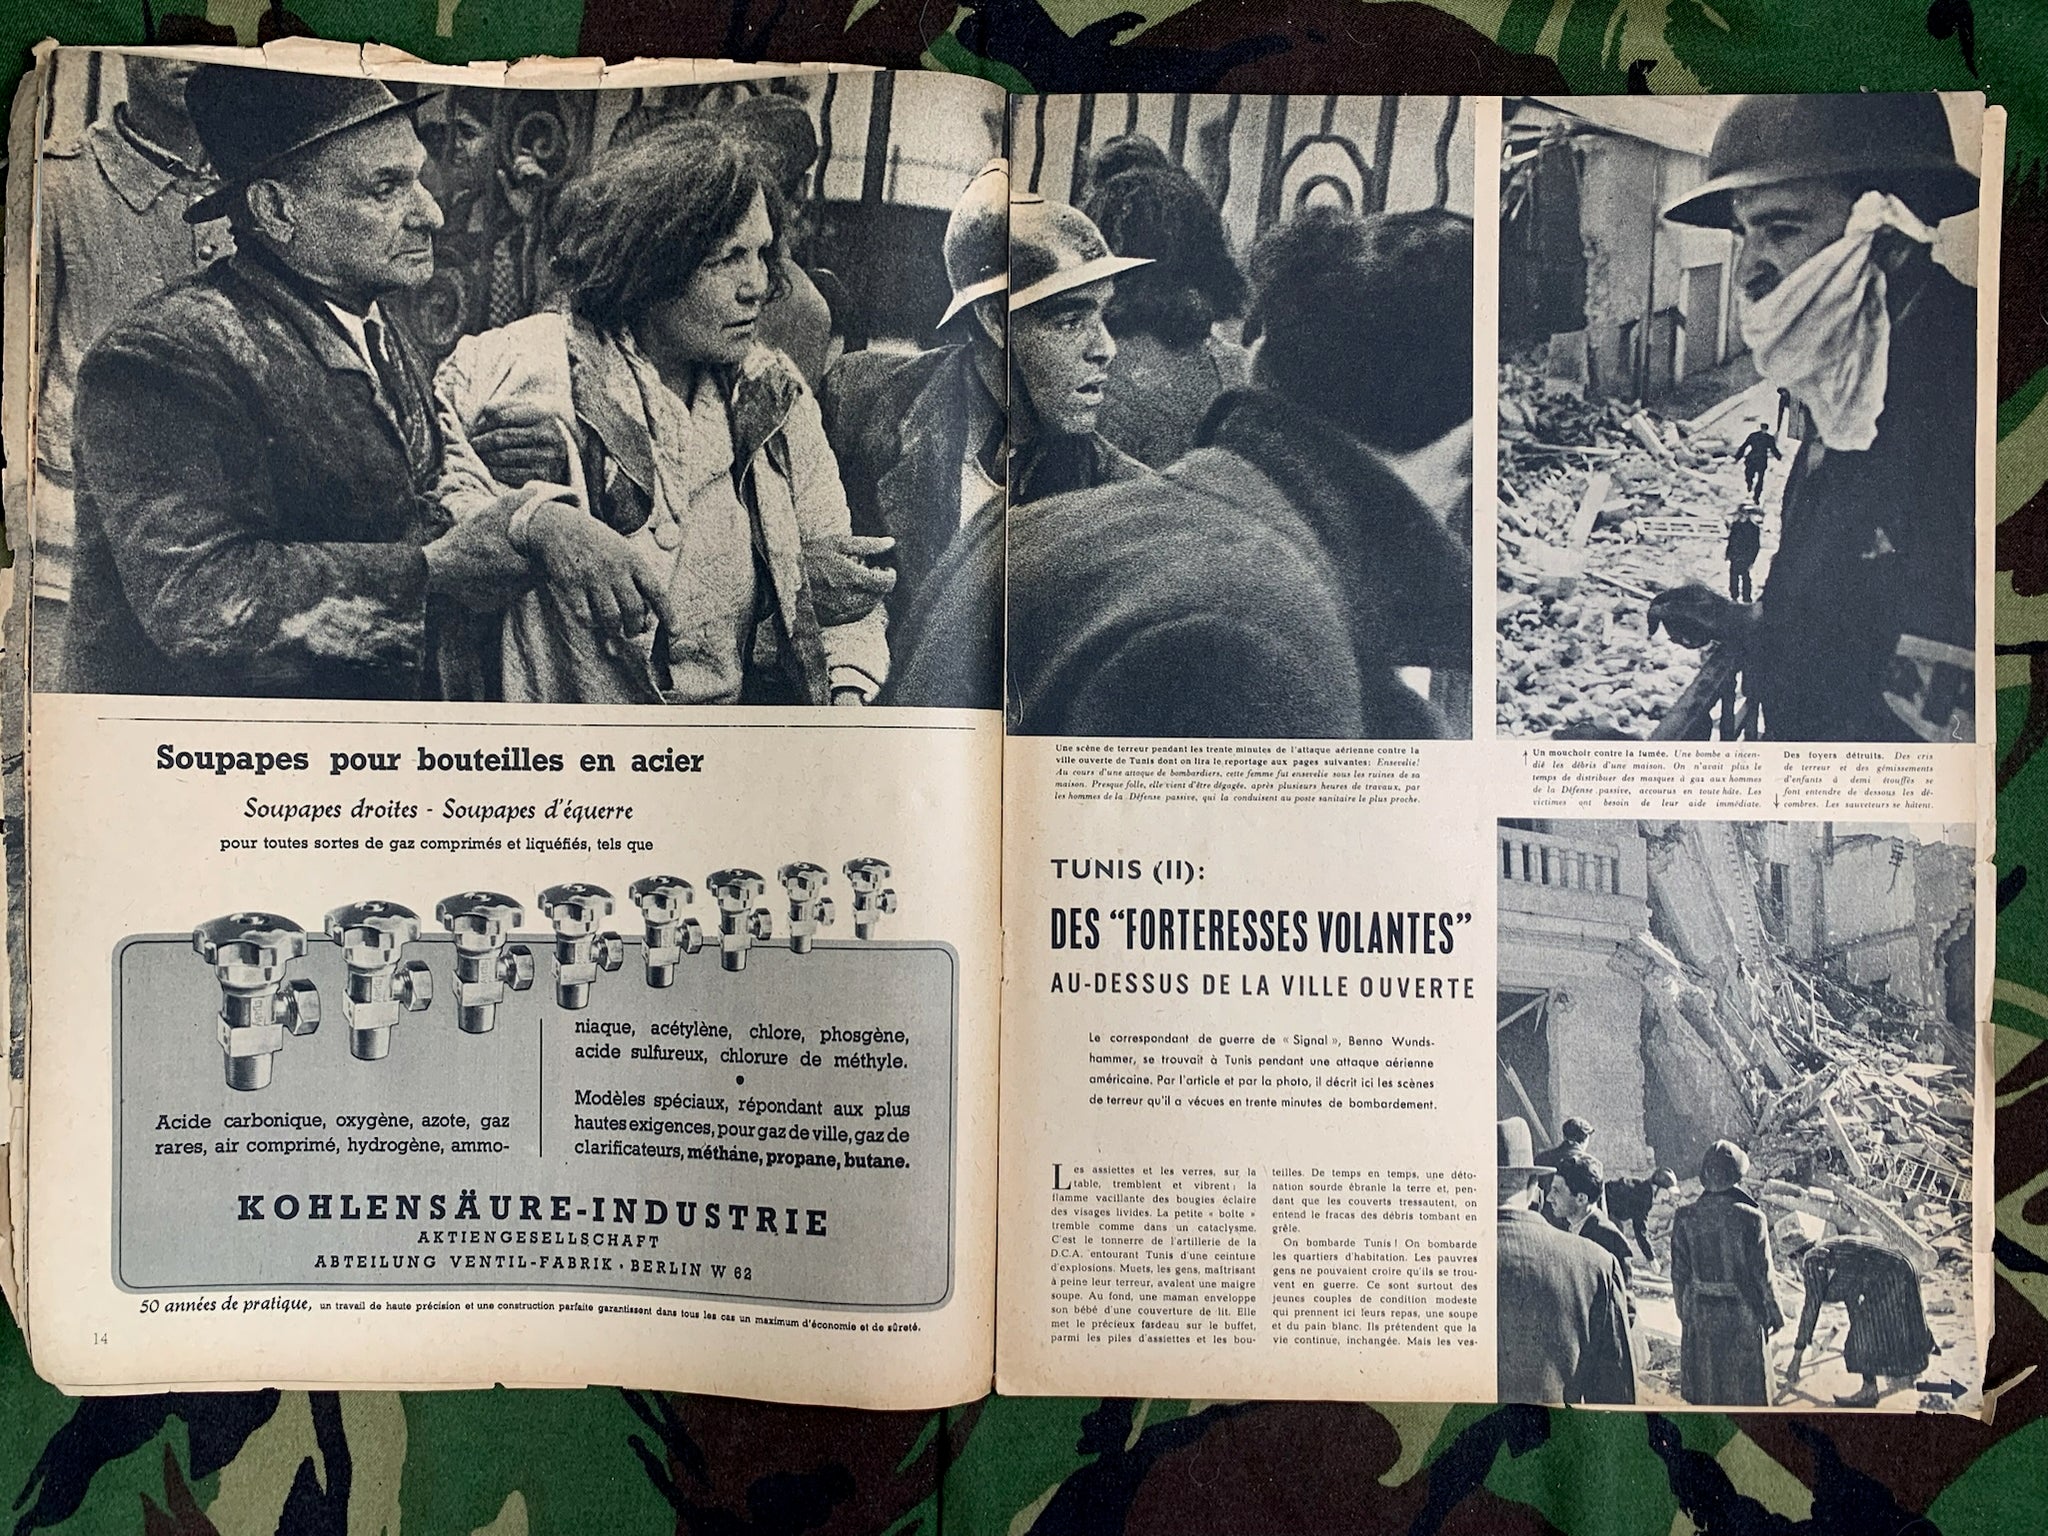 Soupapes pour bouteilles en acier
Soupapes droites - Soupapes d'équerre
pour toutes sortes de gaz comprimés et liquéfiés, tels que
Acide carbonique, oxygène, azote, gaz
rares, air comprimé, hydrogène, ammo-
niaque, acétylène, chlore, phosgène,
acide sulfureux, chlorure de méthyle.
•
Modèles spéciaux, répondant aux plus
hautes exigences, pour gaz de ville, gaz de
clarificateurs, méthane, propane, butane.
KOHLENSÄURE-INDUSTRIE
AKTIENGESELLSCHAFT
ABTEILUNG VENTIL-FABRIK · BERLIN W 62
50 années de pratique, un travail de haute précision et une construction parfaite garantissent dans tous les cas un maximum d'économie et de sûreté.
14
Une scène de terreur pendant les trente minutes de l'attaque aérienne contre la
ville ouverte de Tunis dont on lira le reportage aux pages suivantes: Ensevelie!
Au cours d'une attaque de bombardiers, cette femme fut ensevelie sous les ruines de sa
maison. Presque folle, elle vient d'être dégagée, après plusieurs heures de travaux, par
les hommes de la Défense passive, qui la conduisent au poste sanitaire le plus proche.
↑ Un mouchoir contre la fumée. Une bombe a incen-
dié les débris d'une maison. On n'avait plus le
temps de distribuer des masques à gaz aux hommes
de la Défense passive, accourus en toute hâte. Les
victimes ont besoin de leur aide immédiate.
Des foyers détruits. Des cris
de terreur et des gémissements
d'enfants à demi étouffés se
font entendre de dessous les dé-
↓ combres. Les sauveteurs se hâtent.
TUNIS (II):
DES "FORTERESSES VOLANTES"
AU-DESSUS DE LA VILLE OUVERTE
Le correspondant de guerre de « Signal », Benno Wunds-
hammer, se trouvait à Tunis pendant une attaque aérienne
américaine. Par l'article et par la photo, il décrit ici les scènes
de terreur qu'il a vécues en trente minutes de bombardement.
Les assiettes et les verres, sur la
table, tremblent et vibrent; la
flamme vacillante des bougies éclaire
des visages livides. La petite « boîte »
tremble comme dans un cataclysme.
C'est le tonnerre de l'artillerie de la
D.C.A. entourant Tunis d'une ceinture
d'explosions. Muets, les gens, maîtrisant
à peine leur terreur, avalent une maigre
soupe. Au fond, une maman enveloppe
son bébé d'une couverture de lit. Elle
met le précieux fardeau sur le buffet,
parmi les piles d'assiettes et les bou-
teilles. De temps en temps, une déto-
nation sourde ébranle la terre et, pen-
dant que les couverts tressautent, on
entend le fracas des débris tombant en
grêle.
On bombarde Tunis! On bombarde
les quartiers d'habitation. Les pauvres
gens ne pouvaient croire qu'ils se trou-
vent en guerre. Ce sont surtout des
jeunes couples de condition modeste
qui prennent ici leurs repas, une soupe
et du pain blanc. Ils prétendent que la
vie continue, inchangée. Mais les ves-